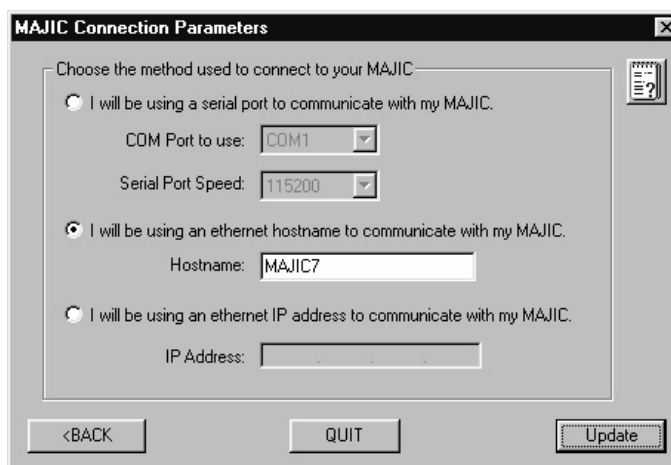 MAJIC Connection Parameters
Choose the method used to connect to your MAJIC
I will be using a serial port to communicate with my MAJIC.
COM Port to use: COM1
Serial Port Speed: 115200
I will be using an ethernet hostname to communicate with my MAJIC.
Hostname: MAJIC7
I will be using an ethernet IP address to communicate with my MAJIC.
IP Address: . . .
<BACK QUIT Update